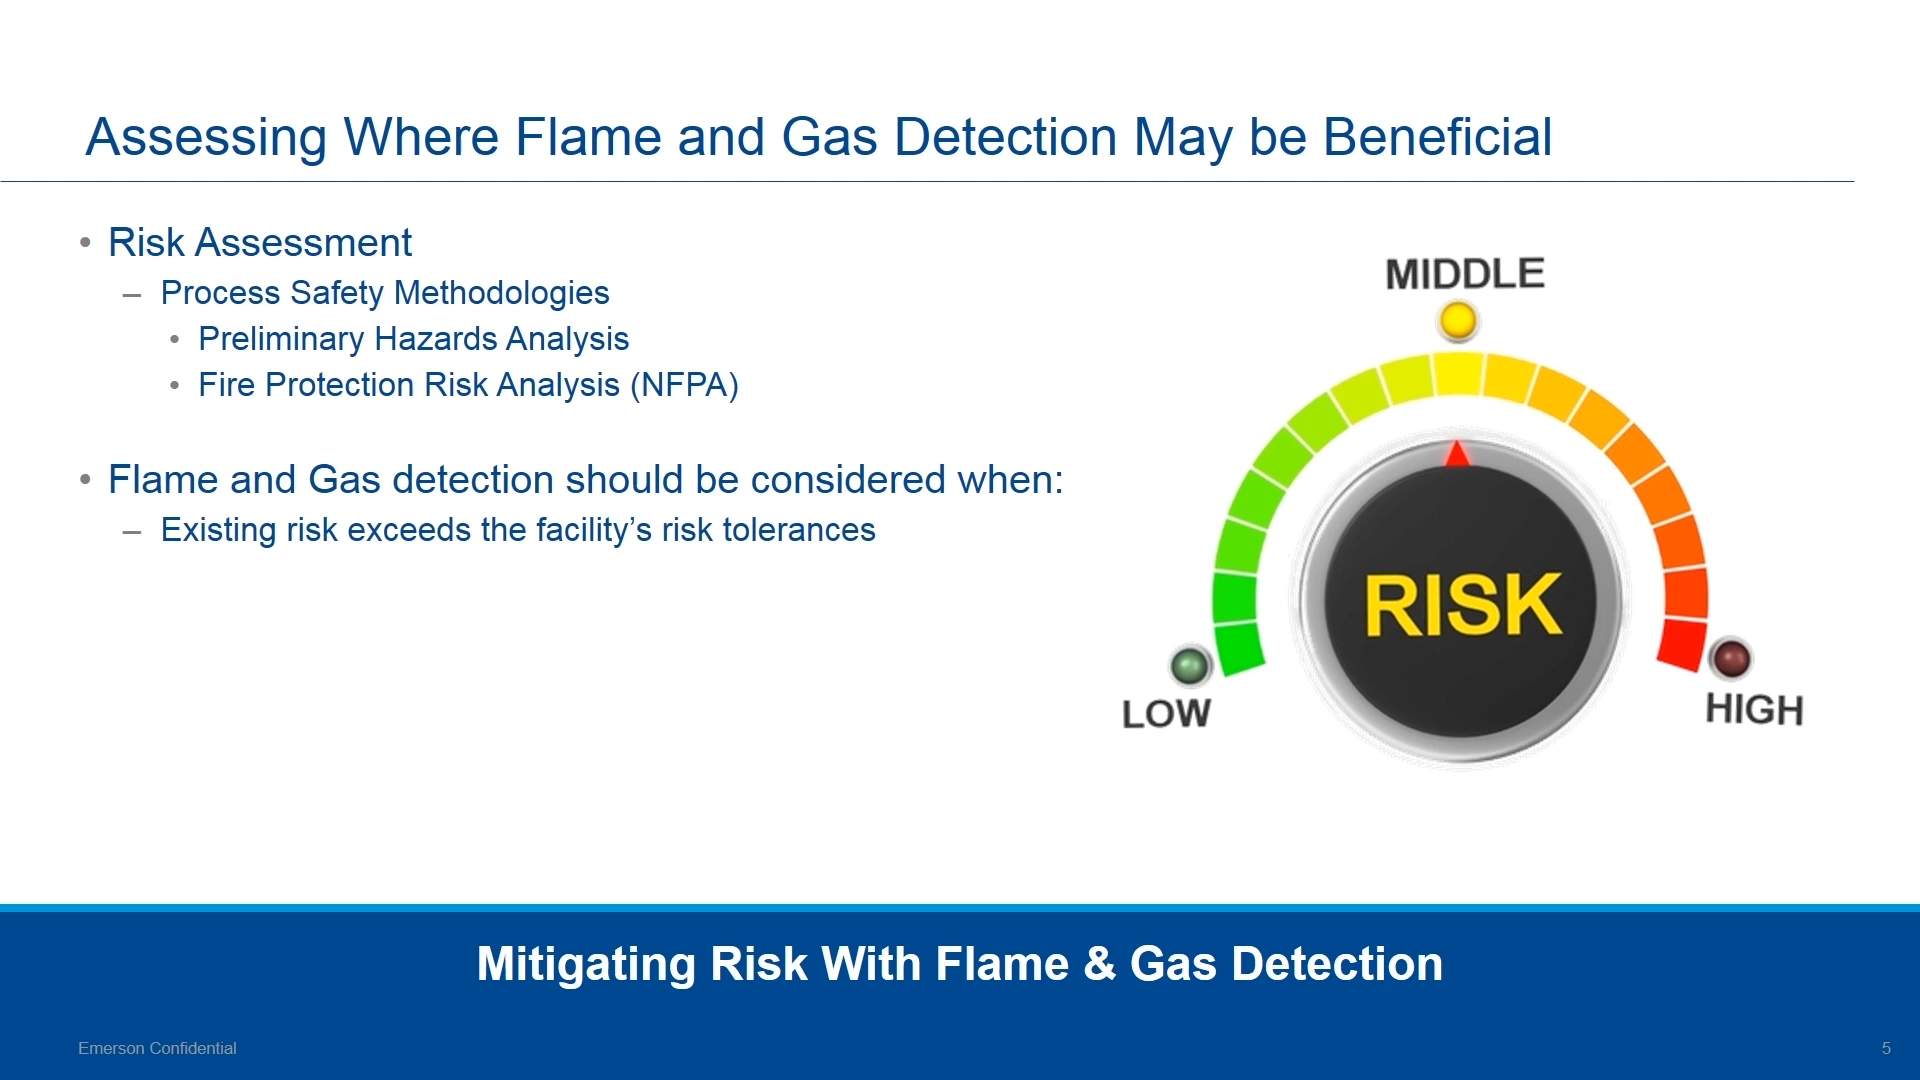 Assessing Where Flame and Gas Detection May be Beneficial
• Risk Assessment
– Process Safety Methodologies
• Preliminary Hazards Analysis
• Fire Protection Risk Analysis (NFPA)
• Flame and Gas detection should be considered when:
– Existing risk exceeds the facility’s risk tolerances
MIDDLE
RISK
LOW
HIGH
Mitigating Risk With Flame & Gas Detection
Emerson Confidential
5